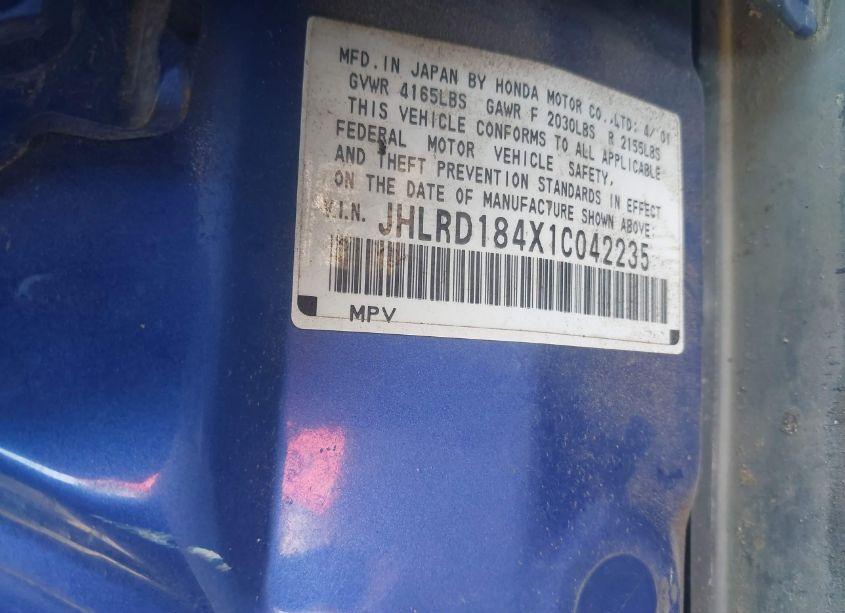 MFD.IN JAPAN BY HONDA MOTOR CO.,LTD: 4/01
GVWR 4165LBS GAWR F 2030LBS R 2155LBS
THIS VEHICLE CONFORMS TO ALL APPLICABLE
FEDERAL MOTOR VEHICLE SAFETY,
AND THEFT PREVENTION STANDARDS IN EFFECT
ON THE DATE OF MANUFACTURE SHOWN ABOVE:
V.I.N. JHLRD184X1C042235
MPV